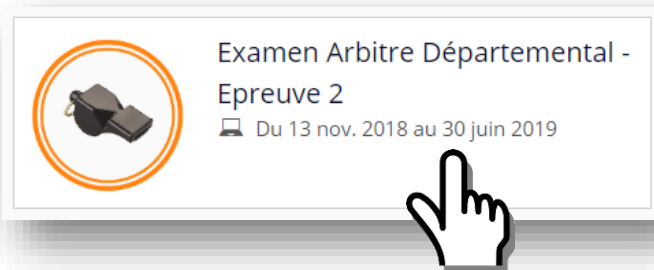 Examen Arbitre Départemental -
Epreuve 2
Du 13 nov. 2018 au 30 juin 2019